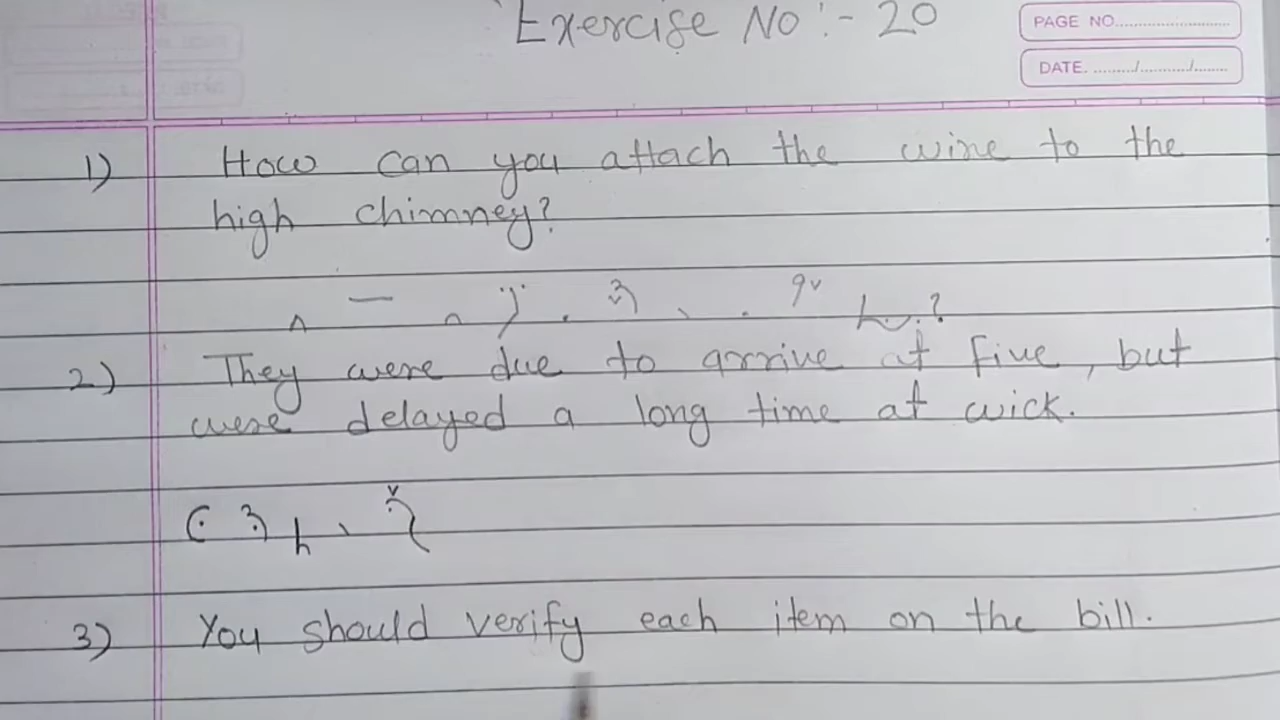 Exercise No :- 20
PAGE NO.
DATE. / /
1) How can you attach the wire to the
high chimney?
2) They were due to arrive at five, but
were delayed a long time at wick.
3) You should verify each item on the bill.